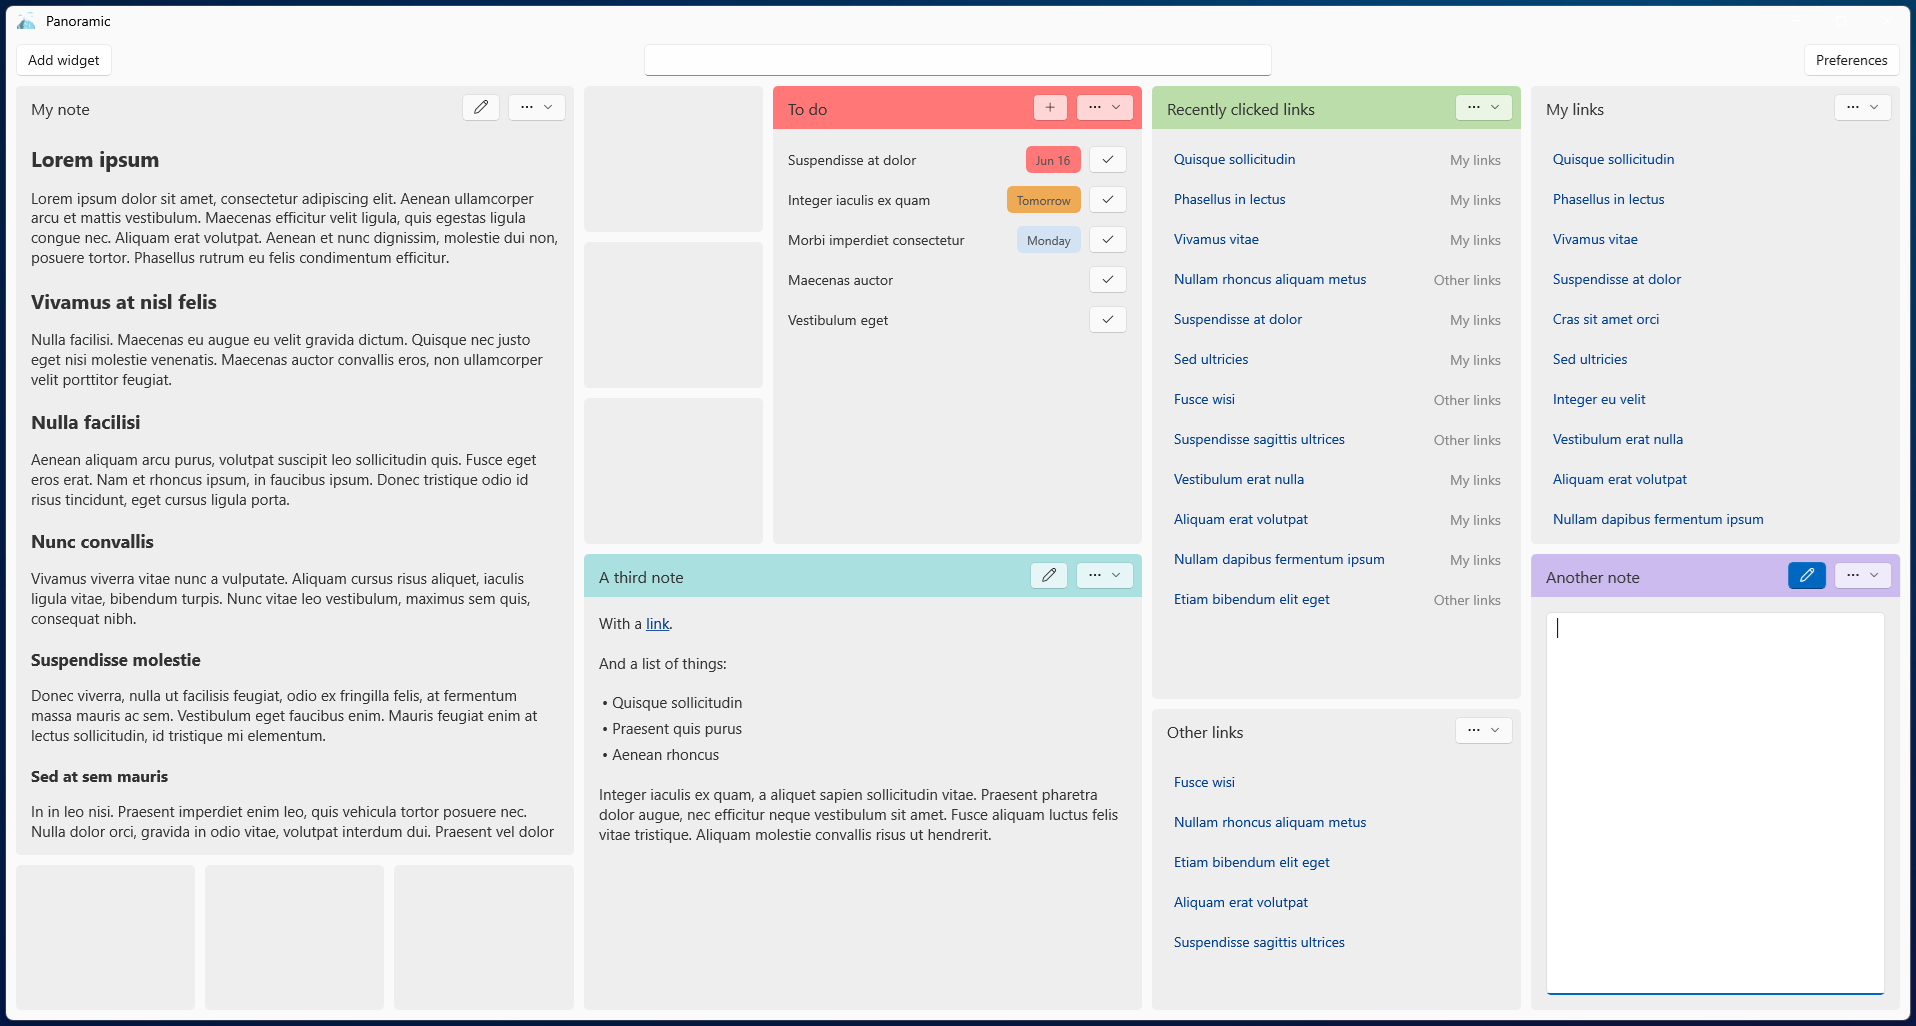 Panoramic
Add widget
Preferences
My note
Lorem ipsum
Lorem ipsum dolor sit amet, consectetur adipiscing elit. Aenean ullamcorper
arcu et mattis vestibulum. Maecenas efficitur velit ligula, quis egestas ligula
congue nec. Aliquam erat volutpat. Aenean et nunc dignissim, molestie dui non,
posuere tortor. Phasellus rutrum eu felis condimentum efficitur.
Vivamus at nisl felis
Nulla facilisi. Maecenas eu augue eu velit gravida dictum. Quisque nec justo
eget nisi molestie venenatis. Maecenas auctor convallis eros, non ullamcorper
velit porttitor feugiat.
Nulla facilisi
Aenean aliquam arcu purus, volutpat suscipit leo sollicitudin quis. Fusce eget
eros erat. Nam et rhoncus ipsum, in faucibus ipsum. Donec tristique odio id
risus tincidunt, eget cursus ligula porta.
Nunc convallis
Vivamus viverra vitae nunc a vulputate. Aliquam cursus risus aliquet, iaculis
ligula vitae, bibendum turpis. Nunc vitae leo vestibulum, maximus sem quis,
consequat nibh.
Suspendisse molestie
Donec viverra, nulla ut facilisis feugiat, odio ex fringilla felis, at fermentum
massa mauris ac sem. Vestibulum eget faucibus enim. Mauris feugiat enim at
lectus sollicitudin, id tristique mi elementum.
Sed at sem mauris
In in leo nisi. Praesent imperdiet enim leo, quis vehicula tortor posuere nec.
Nulla dolor orci, gravida in odio vitae, volutpat interdum dui. Praesent vel dolor
To do
Suspendisse at dolor Jun 16
Integer iaculis ex quam Tomorrow
Morbi imperdiet consectetur Monday
Maecenas auctor
Vestibulum eget
A third note
With a link.
And a list of things:
• Quisque sollicitudin
• Praesent quis purus
• Aenean rhoncus
Integer iaculis ex quam, a aliquet sapien sollicitudin vitae. Praesent pharetra
dolor augue, nec efficitur neque vestibulum sit amet. Fusce aliquam luctus felis
vitae tristique. Aliquam molestie convallis risus ut hendrerit.
Recently clicked links
Quisque sollicitudin My links
Phasellus in lectus My links
Vivamus vitae My links
Nullam rhoncus aliquam metus Other links
Suspendisse at dolor My links
Sed ultricies My links
Fusce wisi Other links
Suspendisse sagittis ultrices Other links
Vestibulum erat nulla My links
Aliquam erat volutpat My links
Nullam dapibus fermentum ipsum My links
Etiam bibendum elit eget Other links
Other links
Fusce wisi
Nullam rhoncus aliquam metus
Etiam bibendum elit eget
Aliquam erat volutpat
Suspendisse sagittis ultrices
My links
Quisque sollicitudin
Phasellus in lectus
Vivamus vitae
Suspendisse at dolor
Cras sit amet orci
Sed ultricies
Integer eu velit
Vestibulum erat nulla
Aliquam erat volutpat
Nullam dapibus fermentum ipsum
Another note